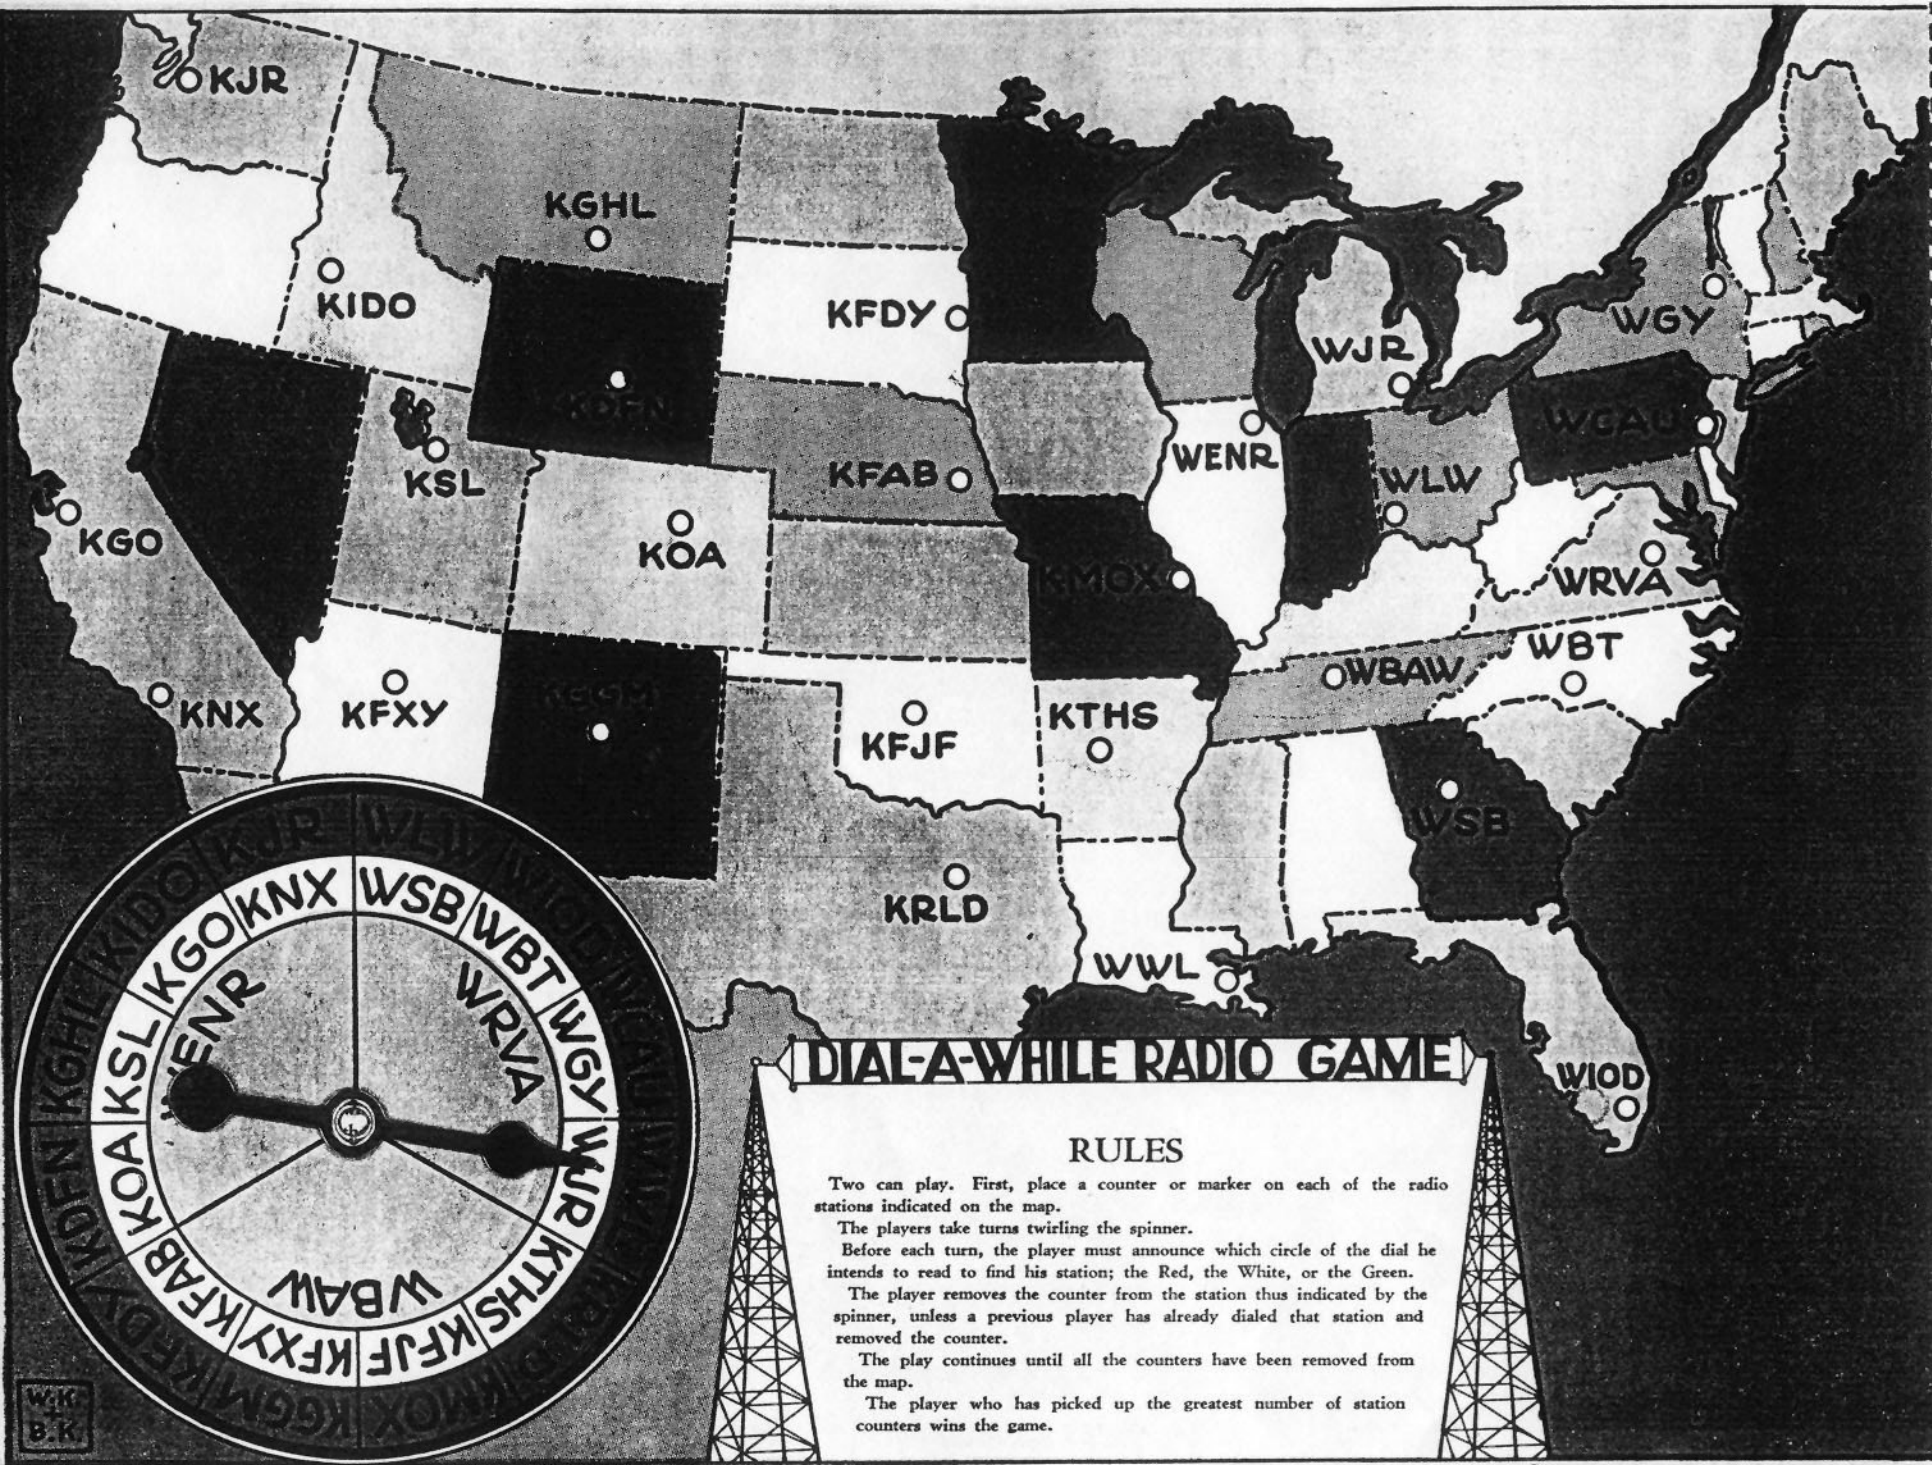 KJR
KGHL
KIDO
KFDY
WGY
WJR
KDFN
WCAU
WENR
KFAB
WLW
KSL
KOA
KGO
KMOX
WRVA
WBT
WBAW
KGGM
KNX
KFXY
KTHS
KFJF
WSB
KRLD
WWL
WIOD
WLW
WIOD
WCAU
WWL
KRLD
KMOX
KGGM
KFDY
KDFN
KGHL
KIDO
KJR
WSB
WBT
WGY
WJR
KTHS
KFJF
KFXY
KFAB
KOA
KSL
KGO
KNX
WENR
WRVA
WBAW
DIAL-A-WHILE RADIO GAME
RULES
Two can play. First, place a counter or marker on each of the radio
stations indicated on the map.
The players take turns twirling the spinner.
Before each turn, the player must announce which circle of the dial he
intends to read to find his station; the Red, the White, or the Green.
The player removes the counter from the station thus indicated by the
spinner, unless a previous player has already dialed that station and
removed the counter.
The play continues until all the counters have been removed from
the map.
The player who has picked up the greatest number of station
counters wins the game.
W.K.
+
B.K.